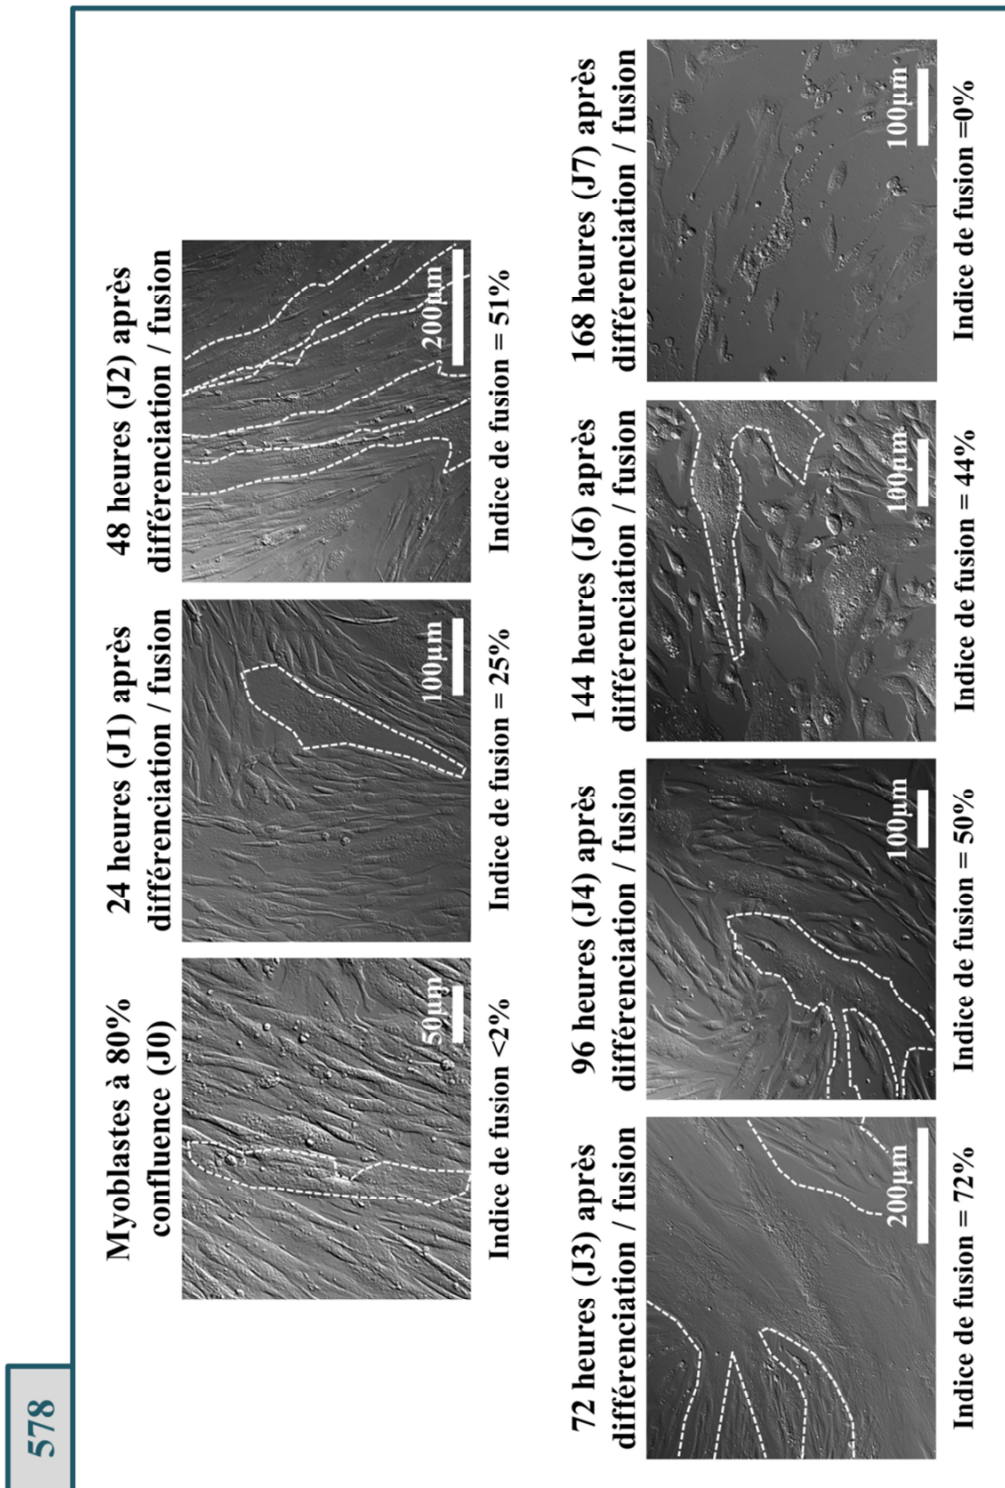 578
Myoblastes à 80%
confluence (J0)
50µm
Indice de fusion <2%
24 heures (J1) après
différenciation / fusion
100µm
Indice de fusion = 25%
48 heures (J2) après
différenciation / fusion
200µm
Indice de fusion = 51%
72 heures (J3) après
différenciation / fusion
200µm
Indice de fusion = 72%
96 heures (J4) après
différenciation / fusion
100µm
Indice de fusion = 50%
144 heures (J6) après
différenciation / fusion
100µm
Indice de fusion = 44%
168 heures (J7) après
différenciation / fusion
100µm
Indice de fusion =0%